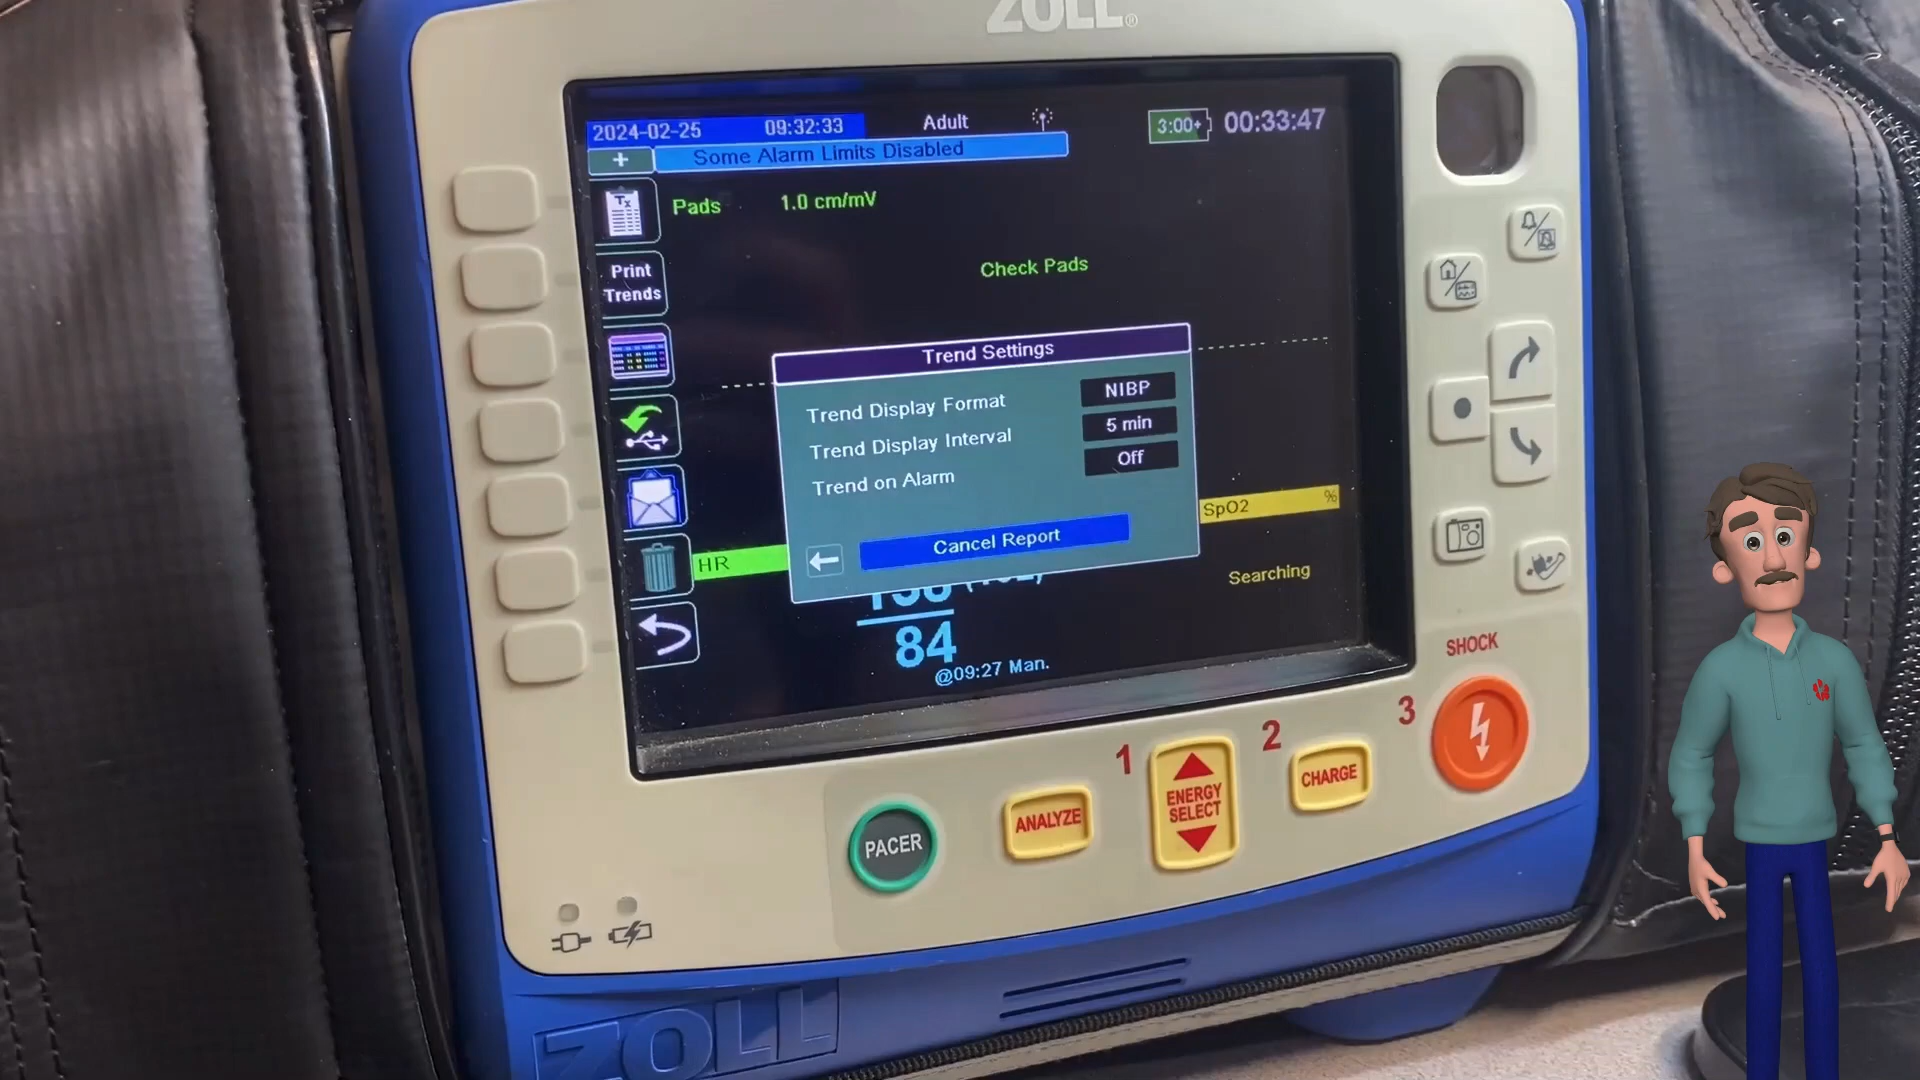 ZOLL®
2024-02-25 09:32:33 Adult 3:00+ 00:33:47
+ Some Alarm Limits Disabled
Tx
Pads 1.0 cm/mV
Print
Trends
Check Pads
Trend Settings
Trend Display Format NIBP
Trend Display Interval 5 min
Trend on Alarm Off
Cancel Report
SpO2 %
HR
Searching
84
@09:27 Man.
SHOCK
1 2 3
PACER
ANALYZE
ENERGY
SELECT
CHARGE
ZOLL